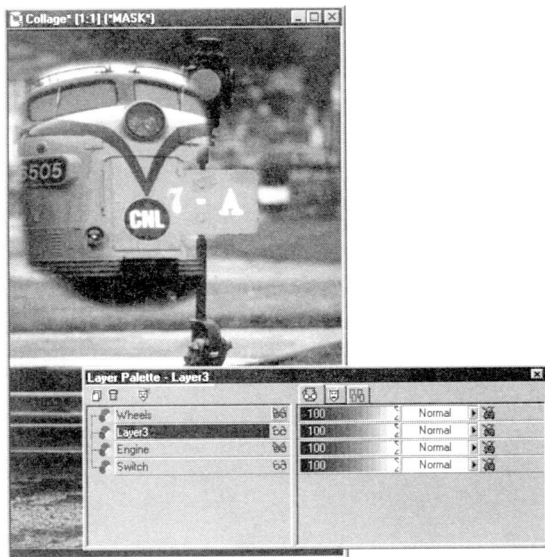 Collage* [1:1] (*MASK*)
6505
CNL
7 - A
Layer Palette - Layer3
Wheels
100 Normal
Layer3
100 Normal
Engine
100 Normal
Switch
100 Normal